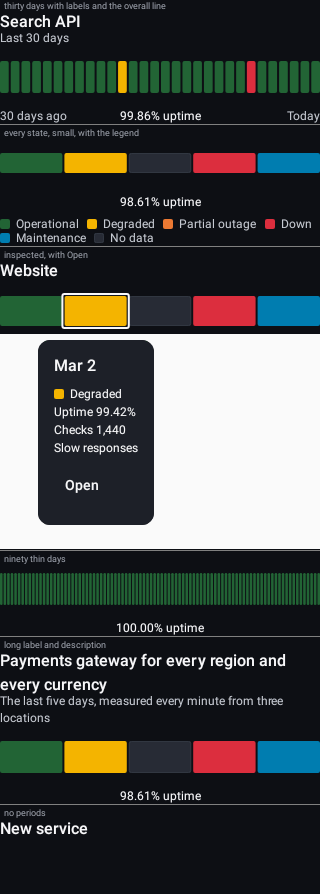 thirty days with labels and the overall line
Search API
Last 30 days
30 days ago 99.86% uptime Today
every state, small, with the legend
98.61% uptime
Operational Degraded Partial outage Down
Maintenance No data
inspected, with Open
Website
Mar 2
Degraded
Uptime 99.42%
Checks 1,440
Slow responses
Open
ninety thin days
100.00% uptime
long label and description
Payments gateway for every region and
every currency
The last five days, measured every minute from three
locations
98.61% uptime
no periods
New service